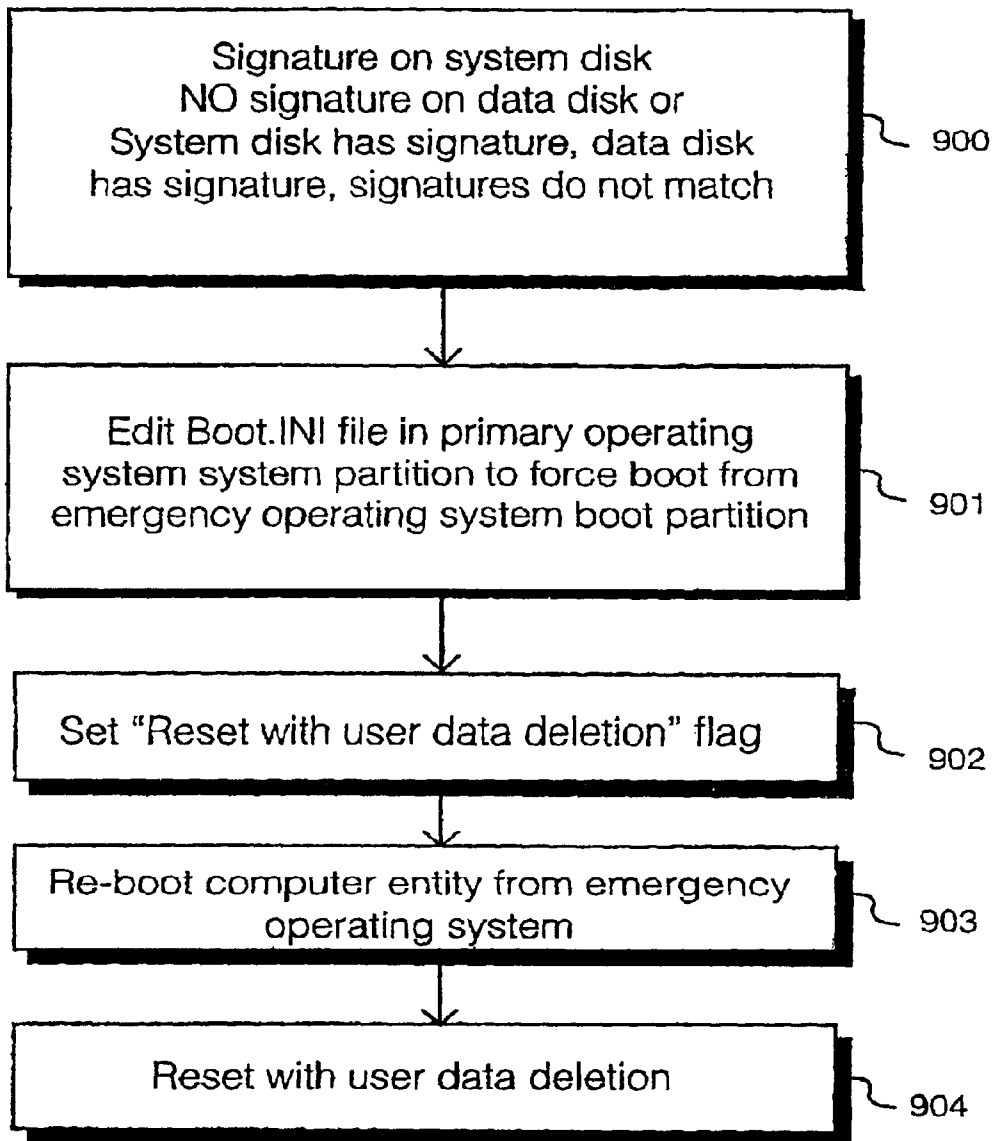 Signature on system disk
NO signature on data disk or
System disk has signature, data disk
has signature, signatures do not match
900
Edit Boot.INI file in primary operating
system system partition to force boot from
emergency operating system boot partition
901
Set “Reset with user data deletion” flag
902
Re-boot computer entity from emergency
operating system
903
Reset with user data deletion
904